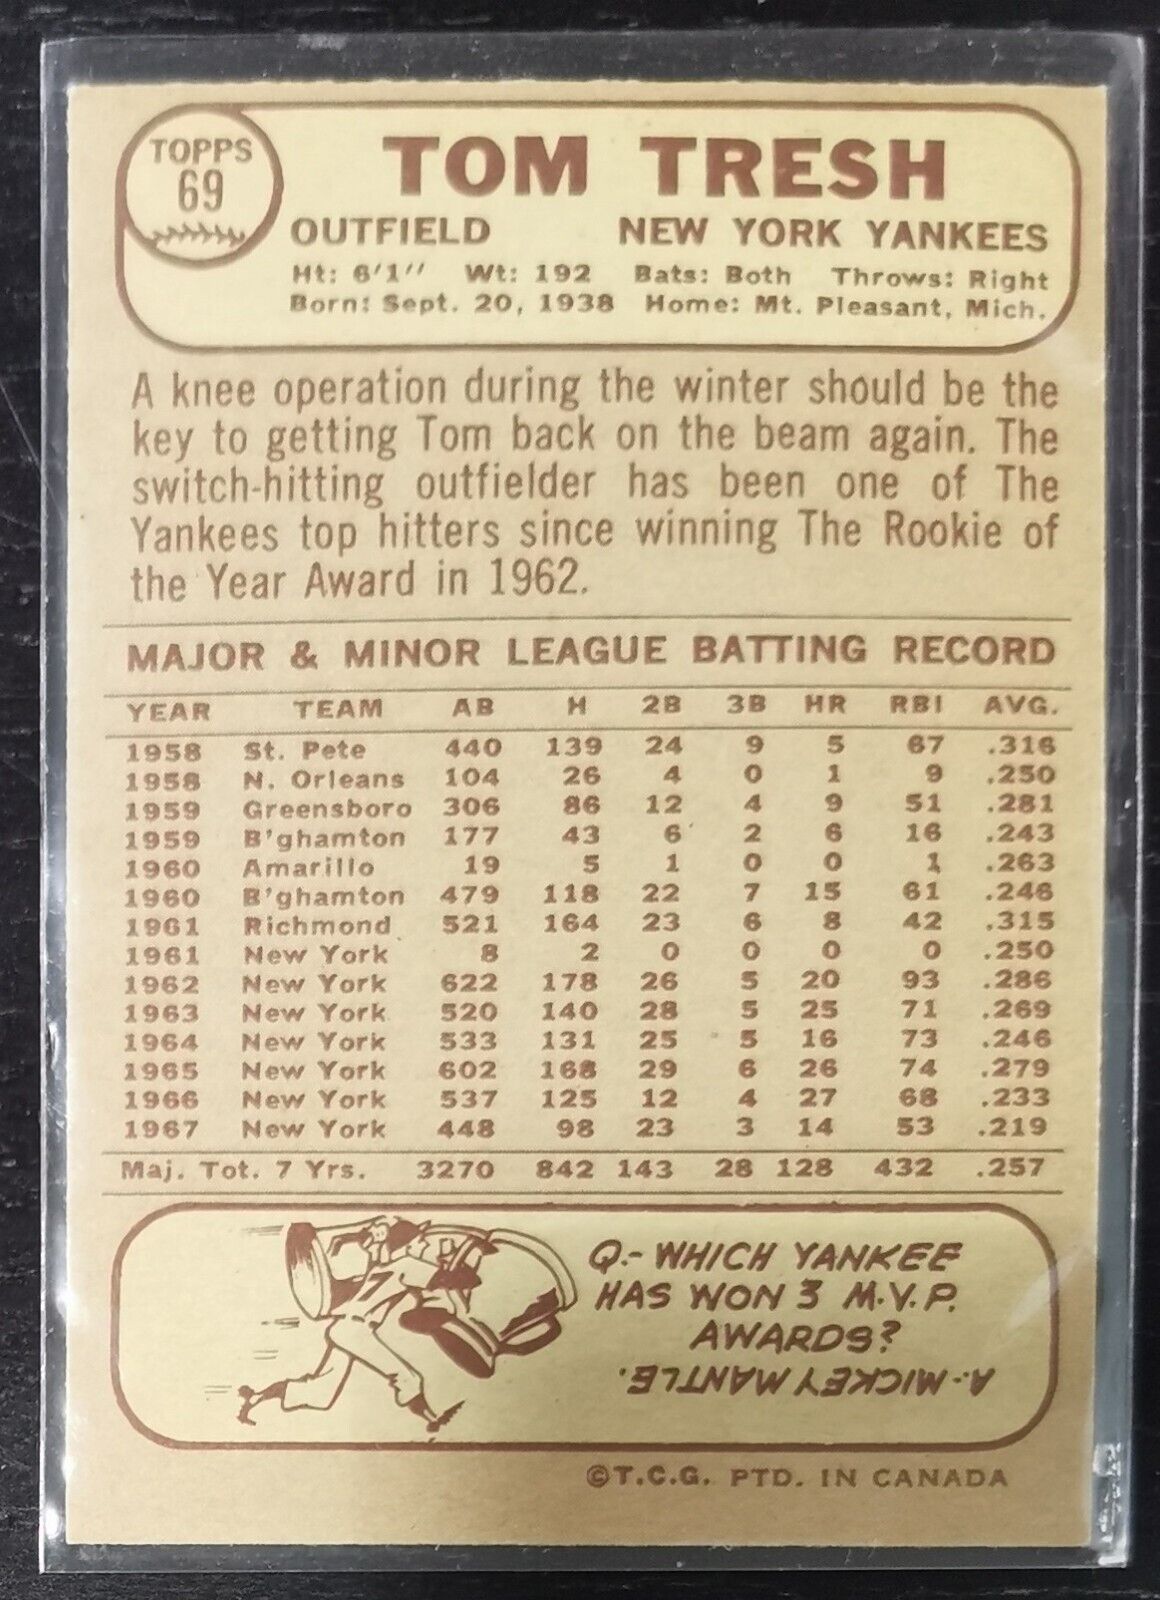 TOPPS
69
TOM TRESH
OUTFIELD NEW YORK YANKEES
Ht: 6'1" Wt: 192 Bats: Both Throws: Right
Born: Sept. 20, 1938 Home: Mt. Pleasant, Mich.
A knee operation during the winter should be the
key to getting Tom back on the beam again. The
switch-hitting outfielder has been one of The
Yankees top hitters since winning The Rookie of
the Year Award in 1962.
MAJOR & MINOR LEAGUE BATTING RECORD
YEAR TEAM AB H 2B 3B HR RBI AVG.
1958 St. Pete 440 139 24 9 5 67 .316
1958 N. Orleans 104 26 4 0 1 9 .250
1959 Greensboro 306 86 12 4 9 51 .281
1959 B'ghamton 177 43 6 2 6 16 .243
1960 Amarillo 19 5 1 0 0 1 .263
1960 B'ghamton 479 118 22 7 15 61 .246
1961 Richmond 521 164 23 6 8 42 .315
1961 New York 8 2 0 0 0 0 .250
1962 New York 622 178 26 5 20 93 .286
1963 New York 520 140 28 5 25 71 .269
1964 New York 533 131 25 5 16 73 .246
1965 New York 602 168 29 6 26 74 .279
1966 New York 537 125 12 4 27 68 .233
1967 New York 448 98 23 3 14 53 .219
Maj. Tot. 7 Yrs. 3270 842 143 28 128 432 .257
7
Q.- WHICH YANKEE
HAS WON 3 M.V.P.
AWARDS?
A.- MICKEY MANTLE.
©T.C.G. PTD. IN CANADA